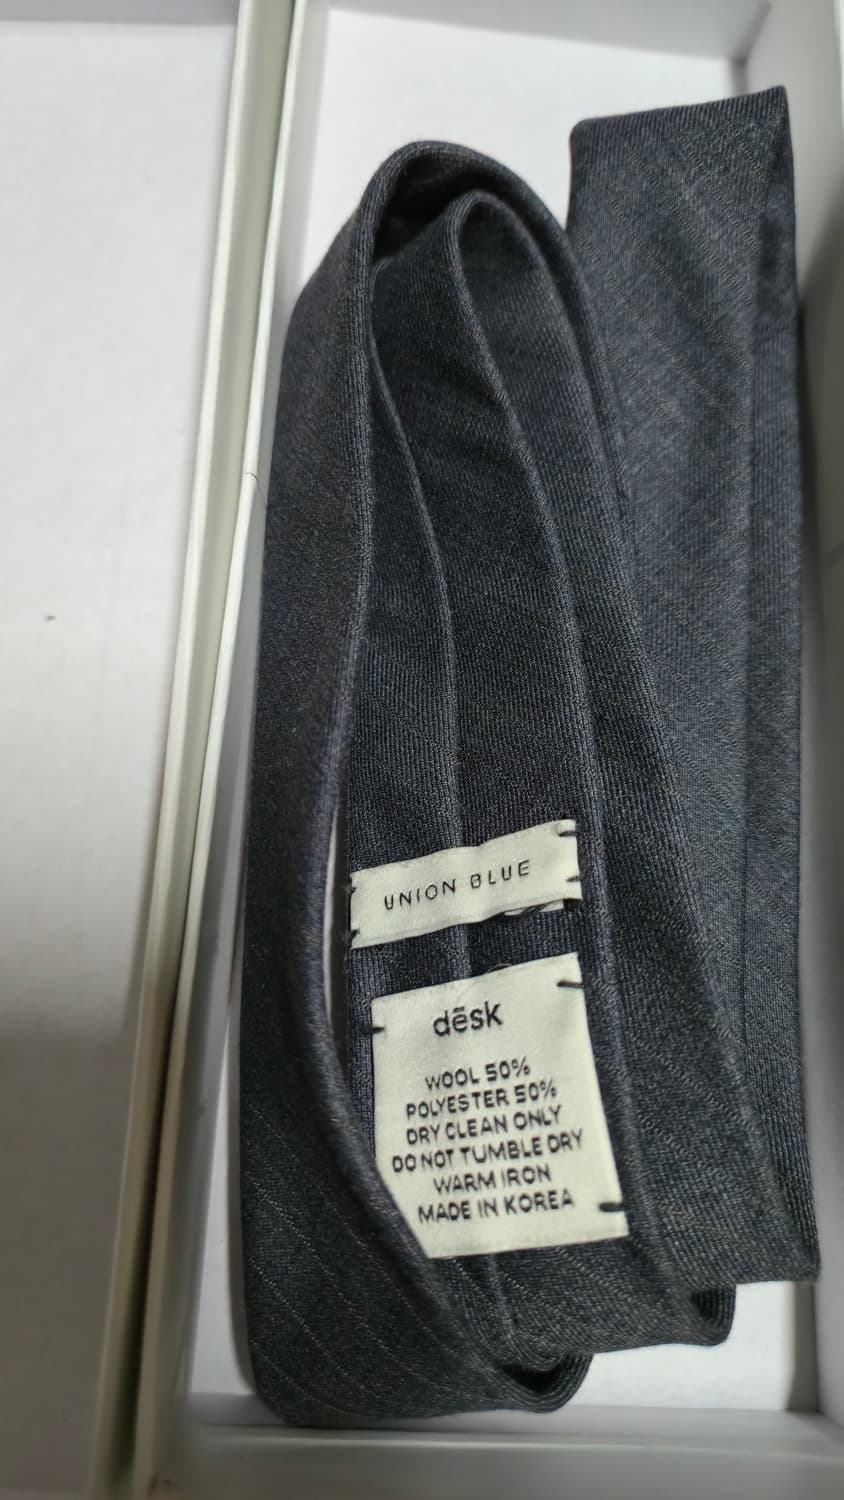 UNION BLUE
dēsk
WOOL 50%
POLYESTER 50%
DRY CLEAN ONLY
DO NOT TUMBLE DRY
WARM IRON
MADE IN KOREA